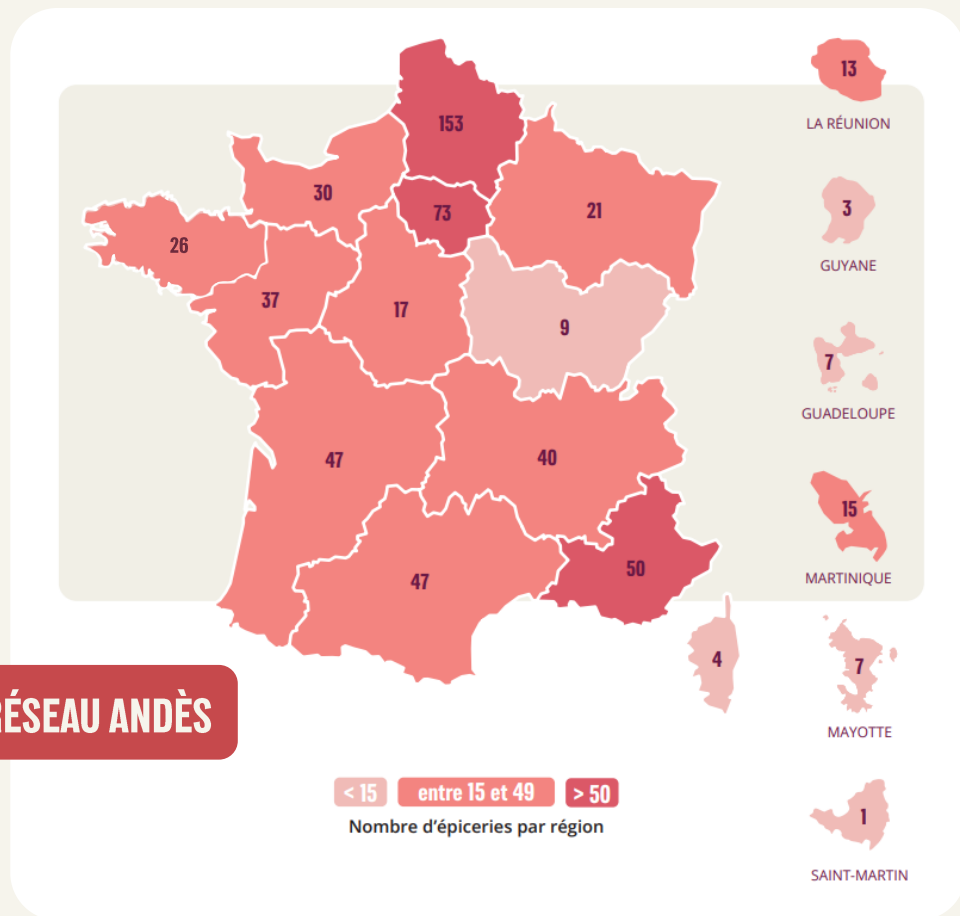 13
LA RÉUNION
153
3
GUYANE
30
73
21
26
37
17
9
7
GUADELOUPE
47
40
15
MARTINIQUE
47
50
4
7
MAYOTTE
RÉSEAU ANDÈS
< 15
entre 15 et 49
> 50
Nombre d'épiceries par région
1
SAINT-MARTIN